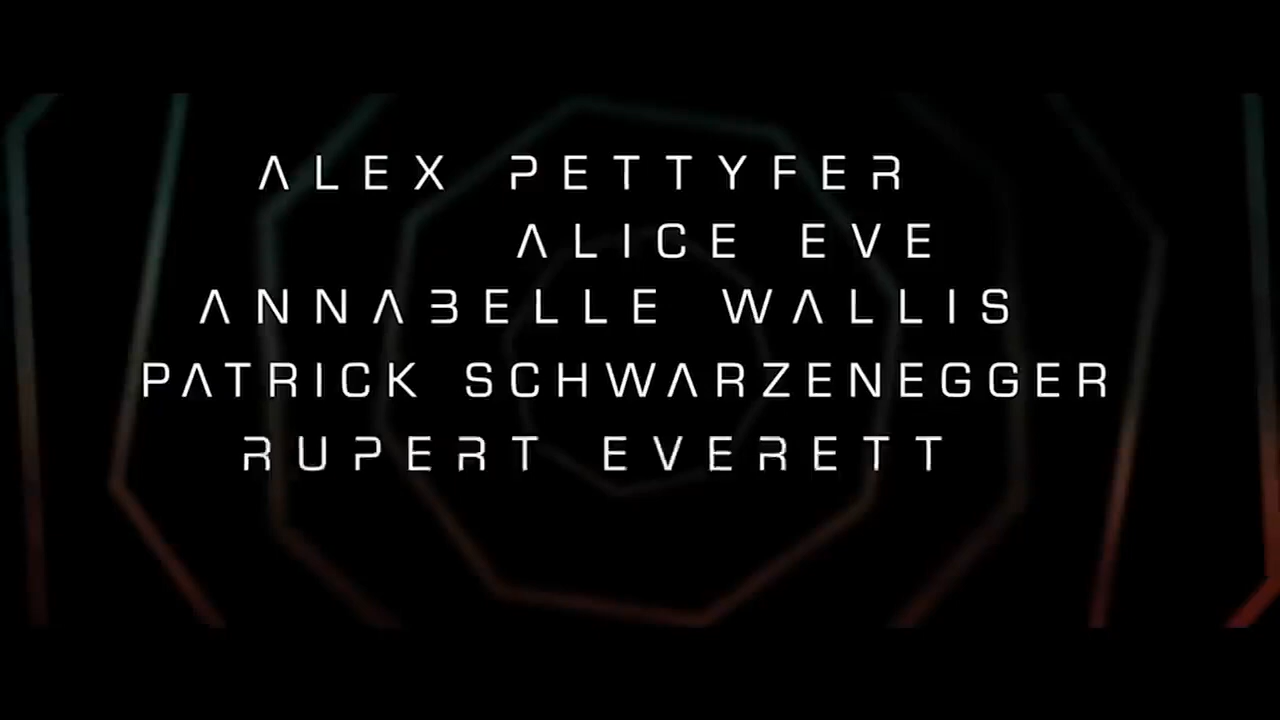 ALEX PETTYFER
ALICE EVE
ANNABELLE WALLIS
PATRICK SCHWARZENEGGER
RUPERT EVERETT